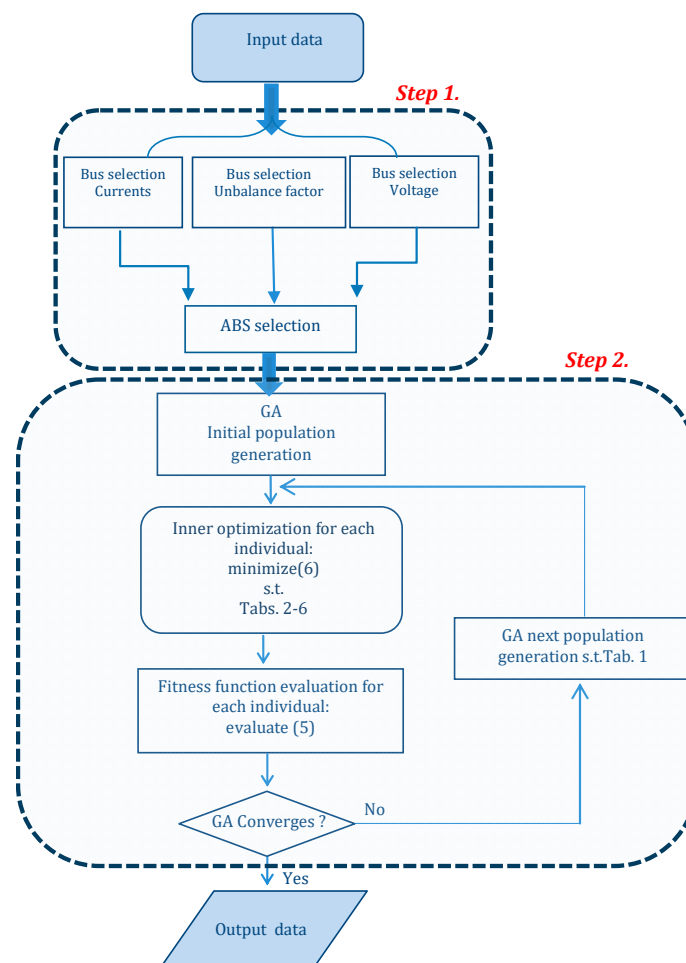 Input data
Step 1.
Bus selection
Currents
Bus selection
Unbalance factor
Bus selection
Voltage
ABS selection
Step 2.
GA
Initial population
generation
Inner optimization for each
individual:
minimize(6)
s.t.
Tabs. 2-6
GA next population
generation s.t.Tab. 1
Fitness function evaluation for
each individual:
evaluate (5)
GA Converges ?
No
Yes
Output data